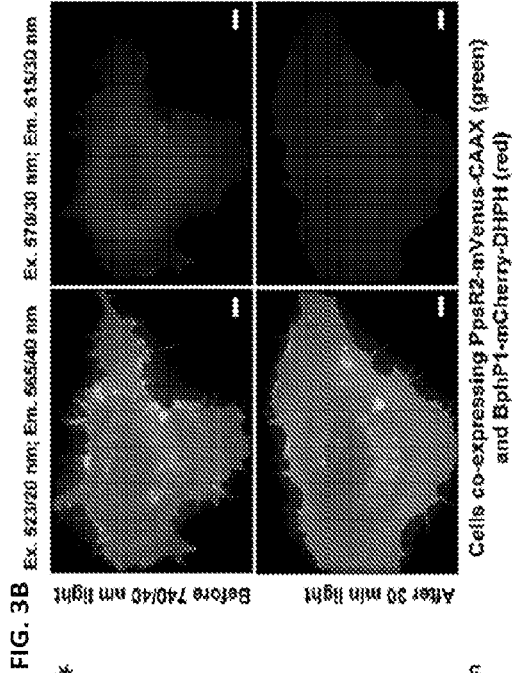 FIG. 3B
Ex. 523/20 nm; Em. 565/40 nm
Ex. 570/30 nm; Em. 615/30 nm
Before 740/40 nm light
After 30 min light
Cells co-expressing PpsR2-mVenus-CAAX (green)
and BphP1-mCherry-DHPH (red)